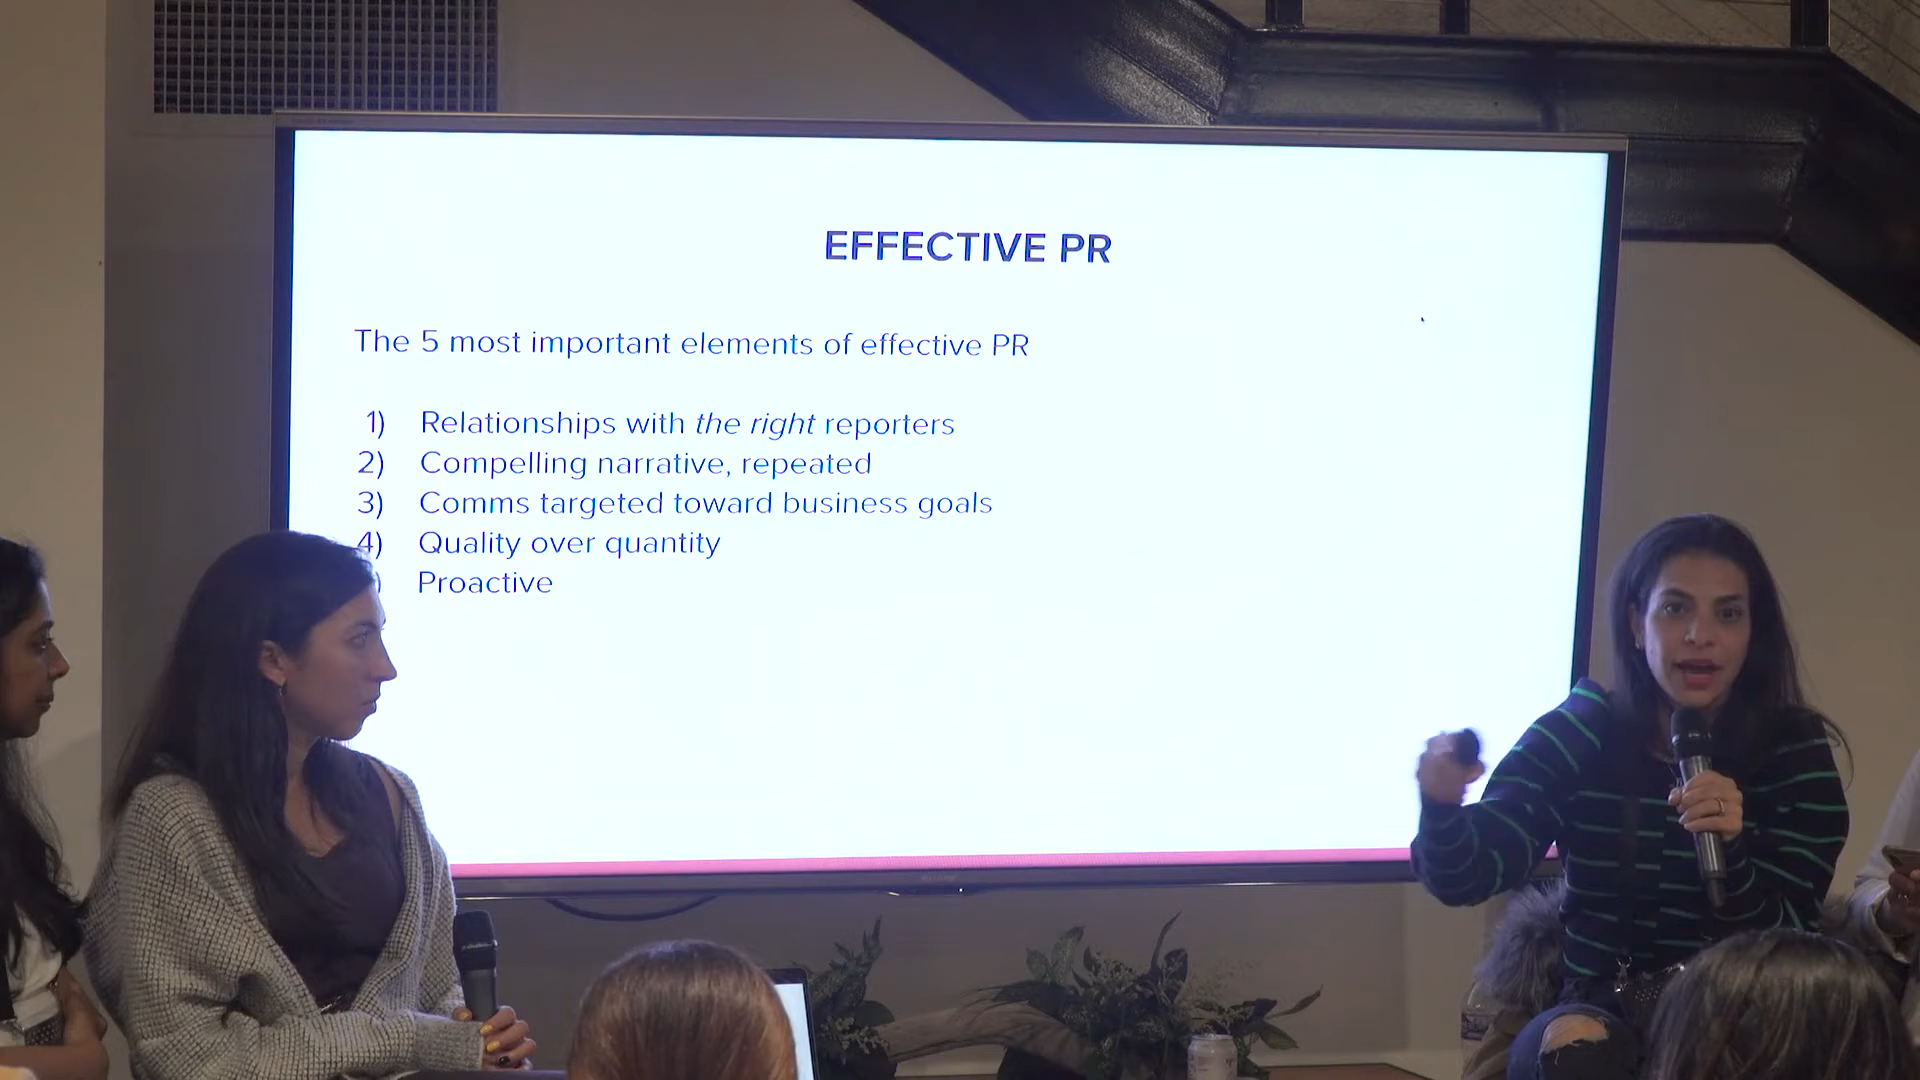 EFFECTIVE PR
The 5 most important elements of effective PR
1) Relationships with the right reporters
2) Compelling narrative, repeated
3) Comms targeted toward business goals
4) Quality over quantity
) Proactive